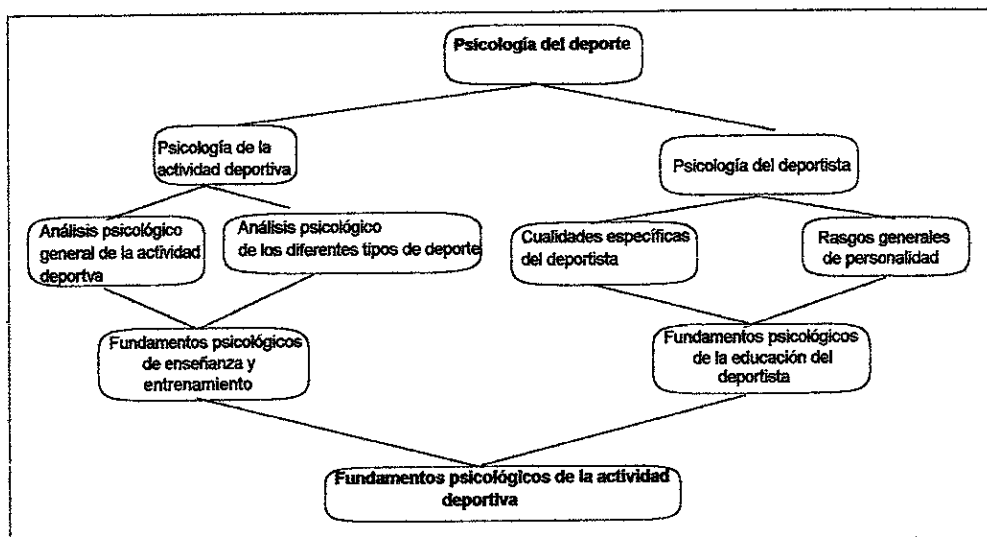 Psicología del deporte
Psicología de la
actividad deportiva
Psicología del deportista
Análisis psicológico
general de la actividad
deportva
Análisis psicológico
de los diferentes tipos de deporte
Cualidades específicas
del deportista
Rasgos generales
de personalidad
Fundamentos psicológicos
de enseñanza y
entrenamiento
Fundamentos psicológicos
de la educación del
deportista
Fundamentos psicológicos de la actividad
deportiva